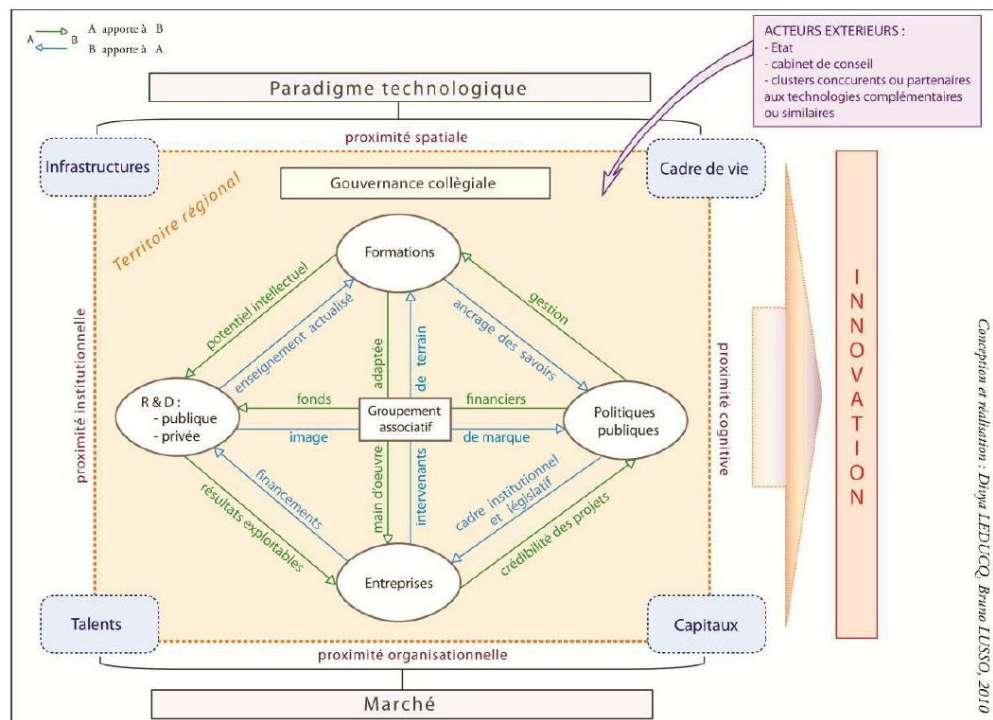 A apporte à B
A B
B apporte à A
ACTEURS EXTERIEURS :
- Etat
- cabinet de conseil
- clusters conccurents ou partenaires
aux technologies complémentaires
ou similaires
Paradigme technologique
proximité spatiale
Infrastructures
Cadre de vie
Gouvernance collègiale
Territoire régional
Formations
potentiel intellectuel
enseignement actualisé
adaptée
de terrain
ancrage des savoirs
gestion
proximité institutionnelle
R & D :
- publique
- privée
fonds
financiers
Groupement
associatif
image
de marque
Politiques
publiques
proximité cognitive
INNOVATION
résultats exploitables
financements
main d'oeuvre
intervenants
cadre institutionnel
et législatif
crédibilité des projets
Entreprises
Talents
Capitaux
proximité organisationnelle
Marché
Conception et réalisation : Divya LEDUCQ, Bruno LUSSO, 2010